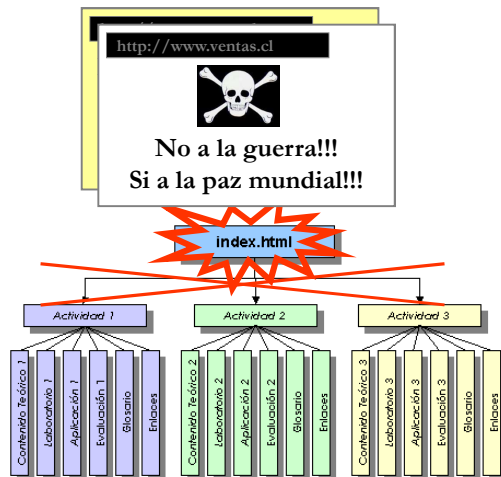 http://www.ventas.cl
No a la guerra!!!
Si a la paz mundial!!!
index.html
Actividad 1
Actividad 2
Actividad 3
Contenido Teórico 1
Laboratorio 1
Aplicación 1
Evaluación 1
Glosario
Enlaces
Contenido Teórico 2
Laboratorio 2
Aplicación 2
Evaluación 2
Glosario
Enlaces
Contenido Teórico 3
Laboratorio 3
Aplicación 3
Evaluación 3
Glosario
Enlaces